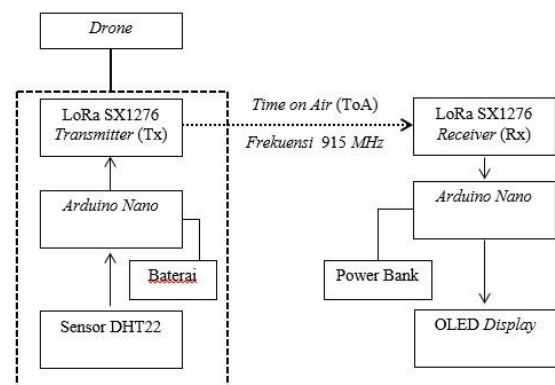 Drone
LoRa SX1276
Transmitter (Tx)
Time on Air (ToA)
Frekuensi 915 MHz
LoRa SX1276
Receiver (Rx)
Arduino Nano
Arduino Nano
Baterai
Power Bank
Sensor DHT22
OLED Display